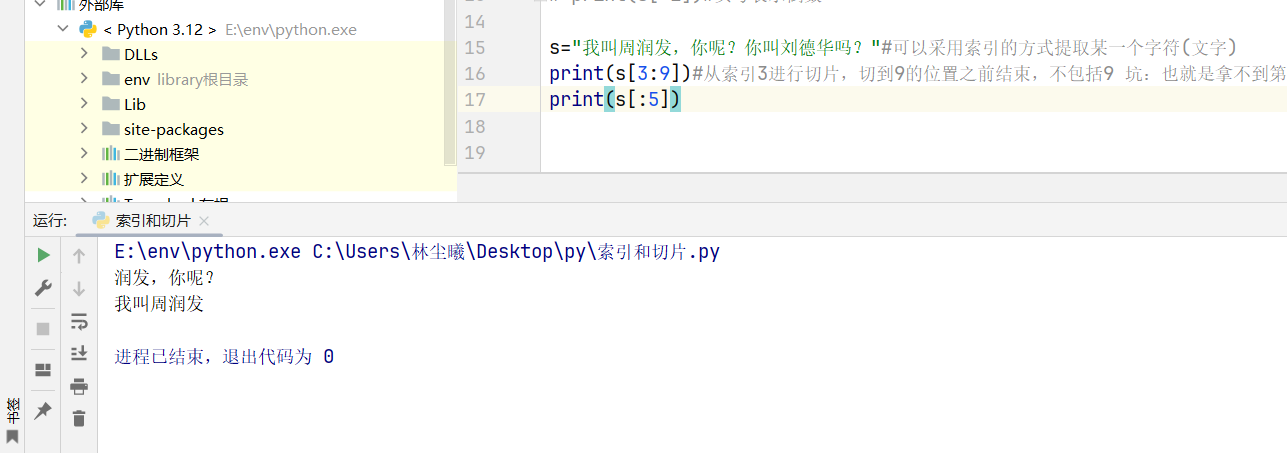 外部库
< Python 3.12 > E:\env\python.exe
DLLs
env library根目录
Lib
site-packages
二进制框架
扩展定义
14
15 s="我叫周润发，你呢？你叫刘德华吗？"#可以采用索引的方式提取某一个字符(文字)
16 print(s[3:9])#从索引3进行切片，切到9的位置之前结束，不包括9 坑：也就是拿不到第
17 print(s[:5])
18
19
运行: 索引和切片
E:\env\python.exe C:\Users\林尘曦\Desktop\py\索引和切片.py
润发，你呢？
我叫周润发
进程已结束，退出代码为 0
书签